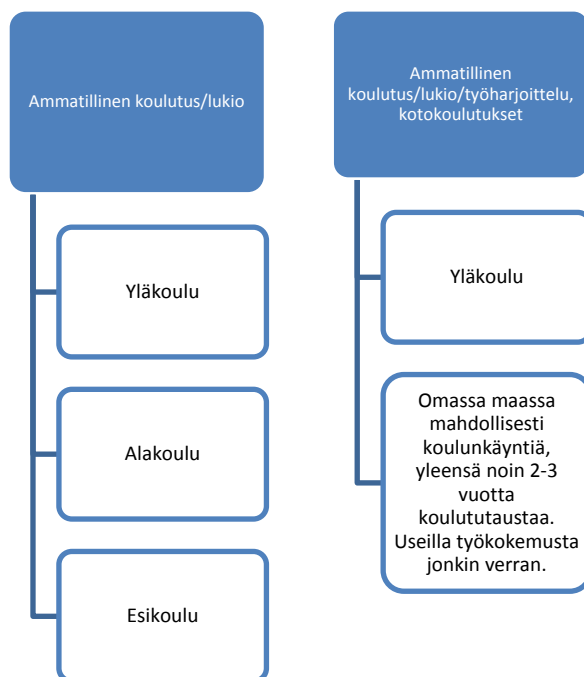 Ammatillinen koulutus/lukio
Yläkoulu
Alakoulu
Esikoulu
Ammatillinen
koulutus/lukio/työharjoittelu,
kotokoulutukset
Yläkoulu
Omassa maassa
mahdollisesti
koulunkäyntiä,
yleensä noin 2-3
vuotta
koulututaustaa.
Useilla työkokemusta
jonkin verran.